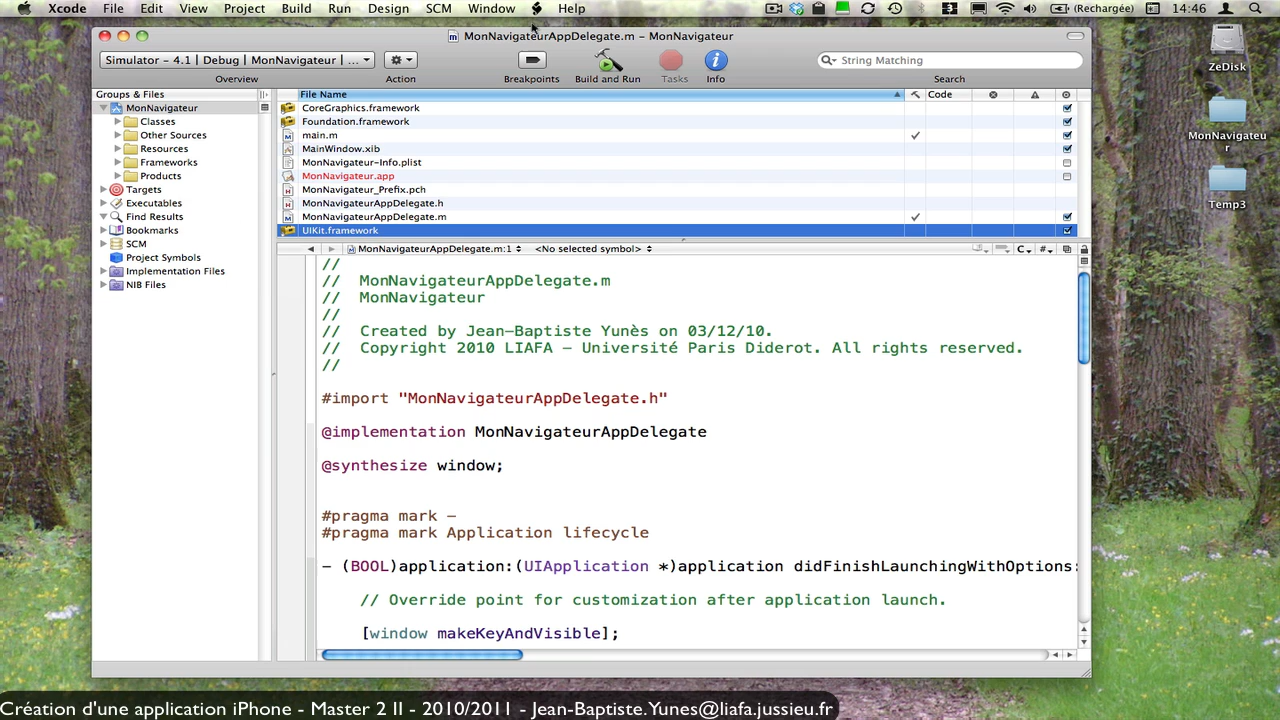 Xcode File Edit View Project Build Run Design SCM Window Help (Rechargée) 14:46
MonNavigateurAppDelegate.m – MonNavigateur
Simulator – 4.1 | Debug | MonNavigateur | ...
String Matching
Overview Action Breakpoints Build and Run Tasks Info Search
Groups & Files
MonNavigateur
Classes
Other Sources
Resources
Frameworks
Products
Targets
Executables
Find Results
Bookmarks
SCM
Project Symbols
Implementation Files
NIB Files
File Name Code
CoreGraphics.framework
Foundation.framework
main.m
MainWindow.xib
MonNavigateur-Info.plist
MonNavigateur.app
MonNavigateur_Prefix.pch
MonNavigateurAppDelegate.h
MonNavigateurAppDelegate.m
UIKit.framework
MonNavigateurAppDelegate.m:1 <No selected symbol> C #
//
// MonNavigateurAppDelegate.m
// MonNavigateur
//
// Created by Jean-Baptiste Yunès on 03/12/10.
// Copyright 2010 LIAFA – Université Paris Diderot. All rights reserved.
//
#import "MonNavigateurAppDelegate.h"
@implementation MonNavigateurAppDelegate
@synthesize window;
#pragma mark -
#pragma mark Application lifecycle
- (BOOL)application:(UIApplication *)application didFinishLaunchingWithOptions:
// Override point for customization after application launch.
[window makeKeyAndVisible];
ZeDisk
MonNavigateu
r
Temp3
Création d'une application iPhone - Master 2 II - 2010/2011 - Jean-Baptiste.Yunes@liafa.jussieu.fr